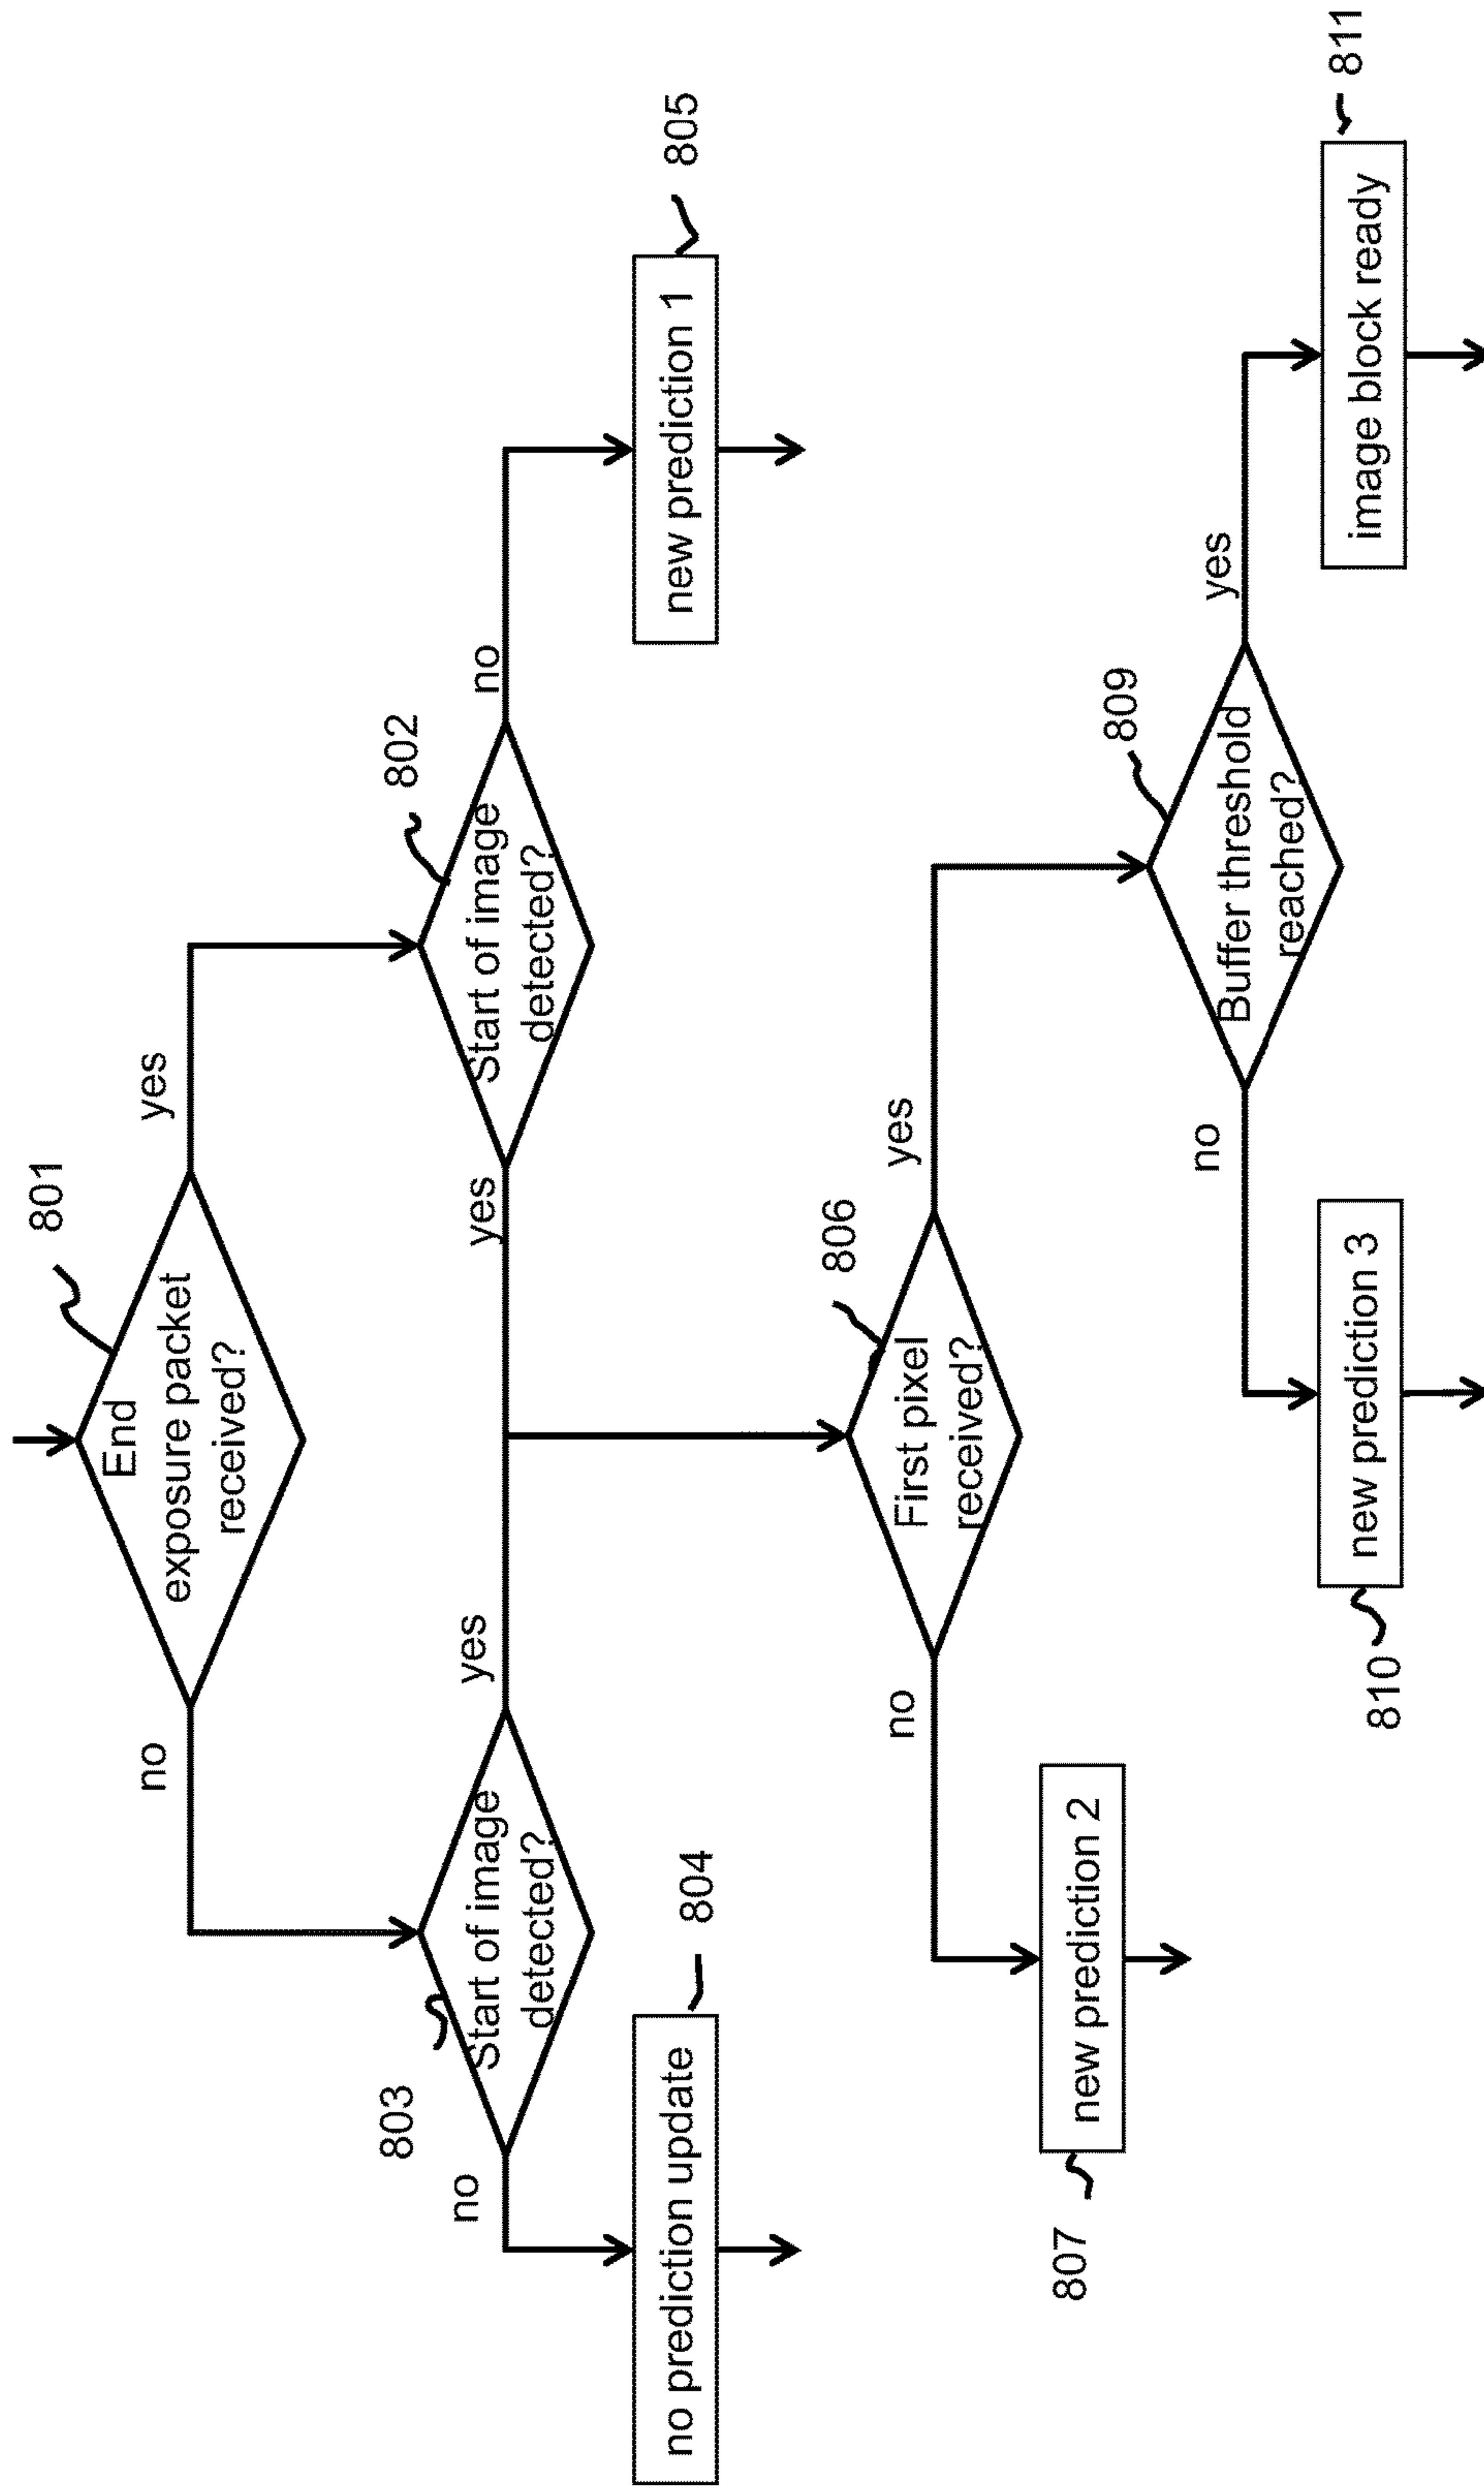 801
End
exposure packet
received?
no
yes
803
Start of image
detected?
802
Start of image
detected?
no
yes
yes
no
804
no prediction update
805
new prediction 1
806
First pixel
received?
no
yes
807
new prediction 2
809
Buffer threshold
reached?
no
yes
810
new prediction 3
811
image block ready